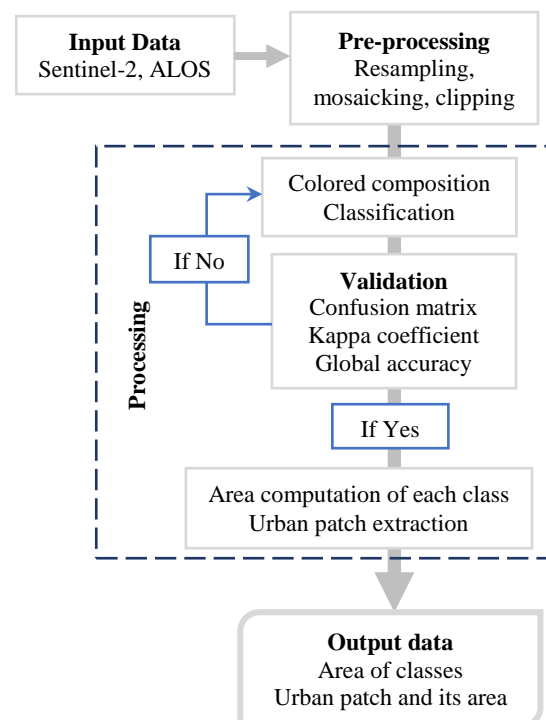 Input Data
Sentinel-2, ALOS
Pre-processing
Resampling,
mosaicking, clipping
Processing
Colored composition
Classification
If No
Validation
Confusion matrix
Kappa coefficient
Global accuracy
If Yes
Area computation of each class
Urban patch extraction
Output data
Area of classes
Urban patch and its area